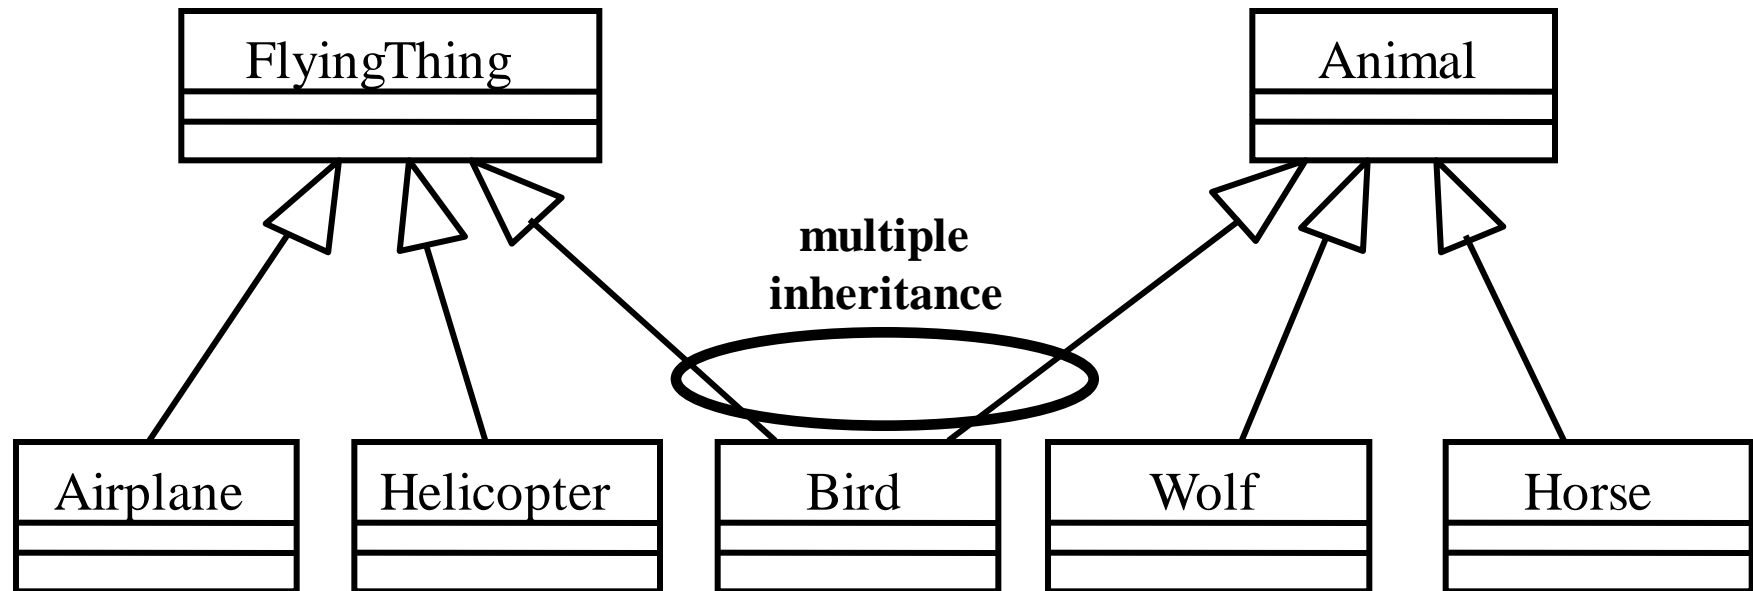 FlyingThing
Animal
multiple
inheritance
Airplane
Helicopter
Bird
Wolf
Horse